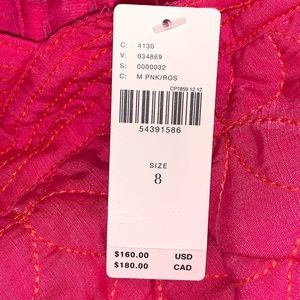 C: 4130
V: 034869
S: 0000032
C: M PNK/ROS
CP7859 12 12
54391586
SIZE
8
$160.00 USD
$180.00 CAD